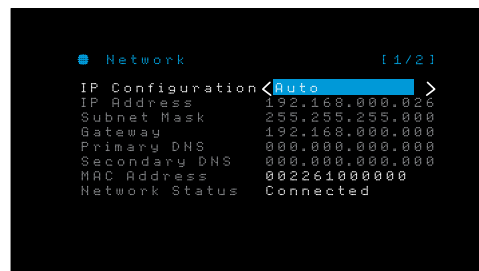 Network [1/2]
IP Configuration < Auto >
IP Address 192.168.000.026
Subnet Mask 255.255.255.000
Gateway 192.168.000.000
Primary DNS 000.000.000.000
Secondary DNS 000.000.000.000
MAC Address 002261000000
Network Status Connected